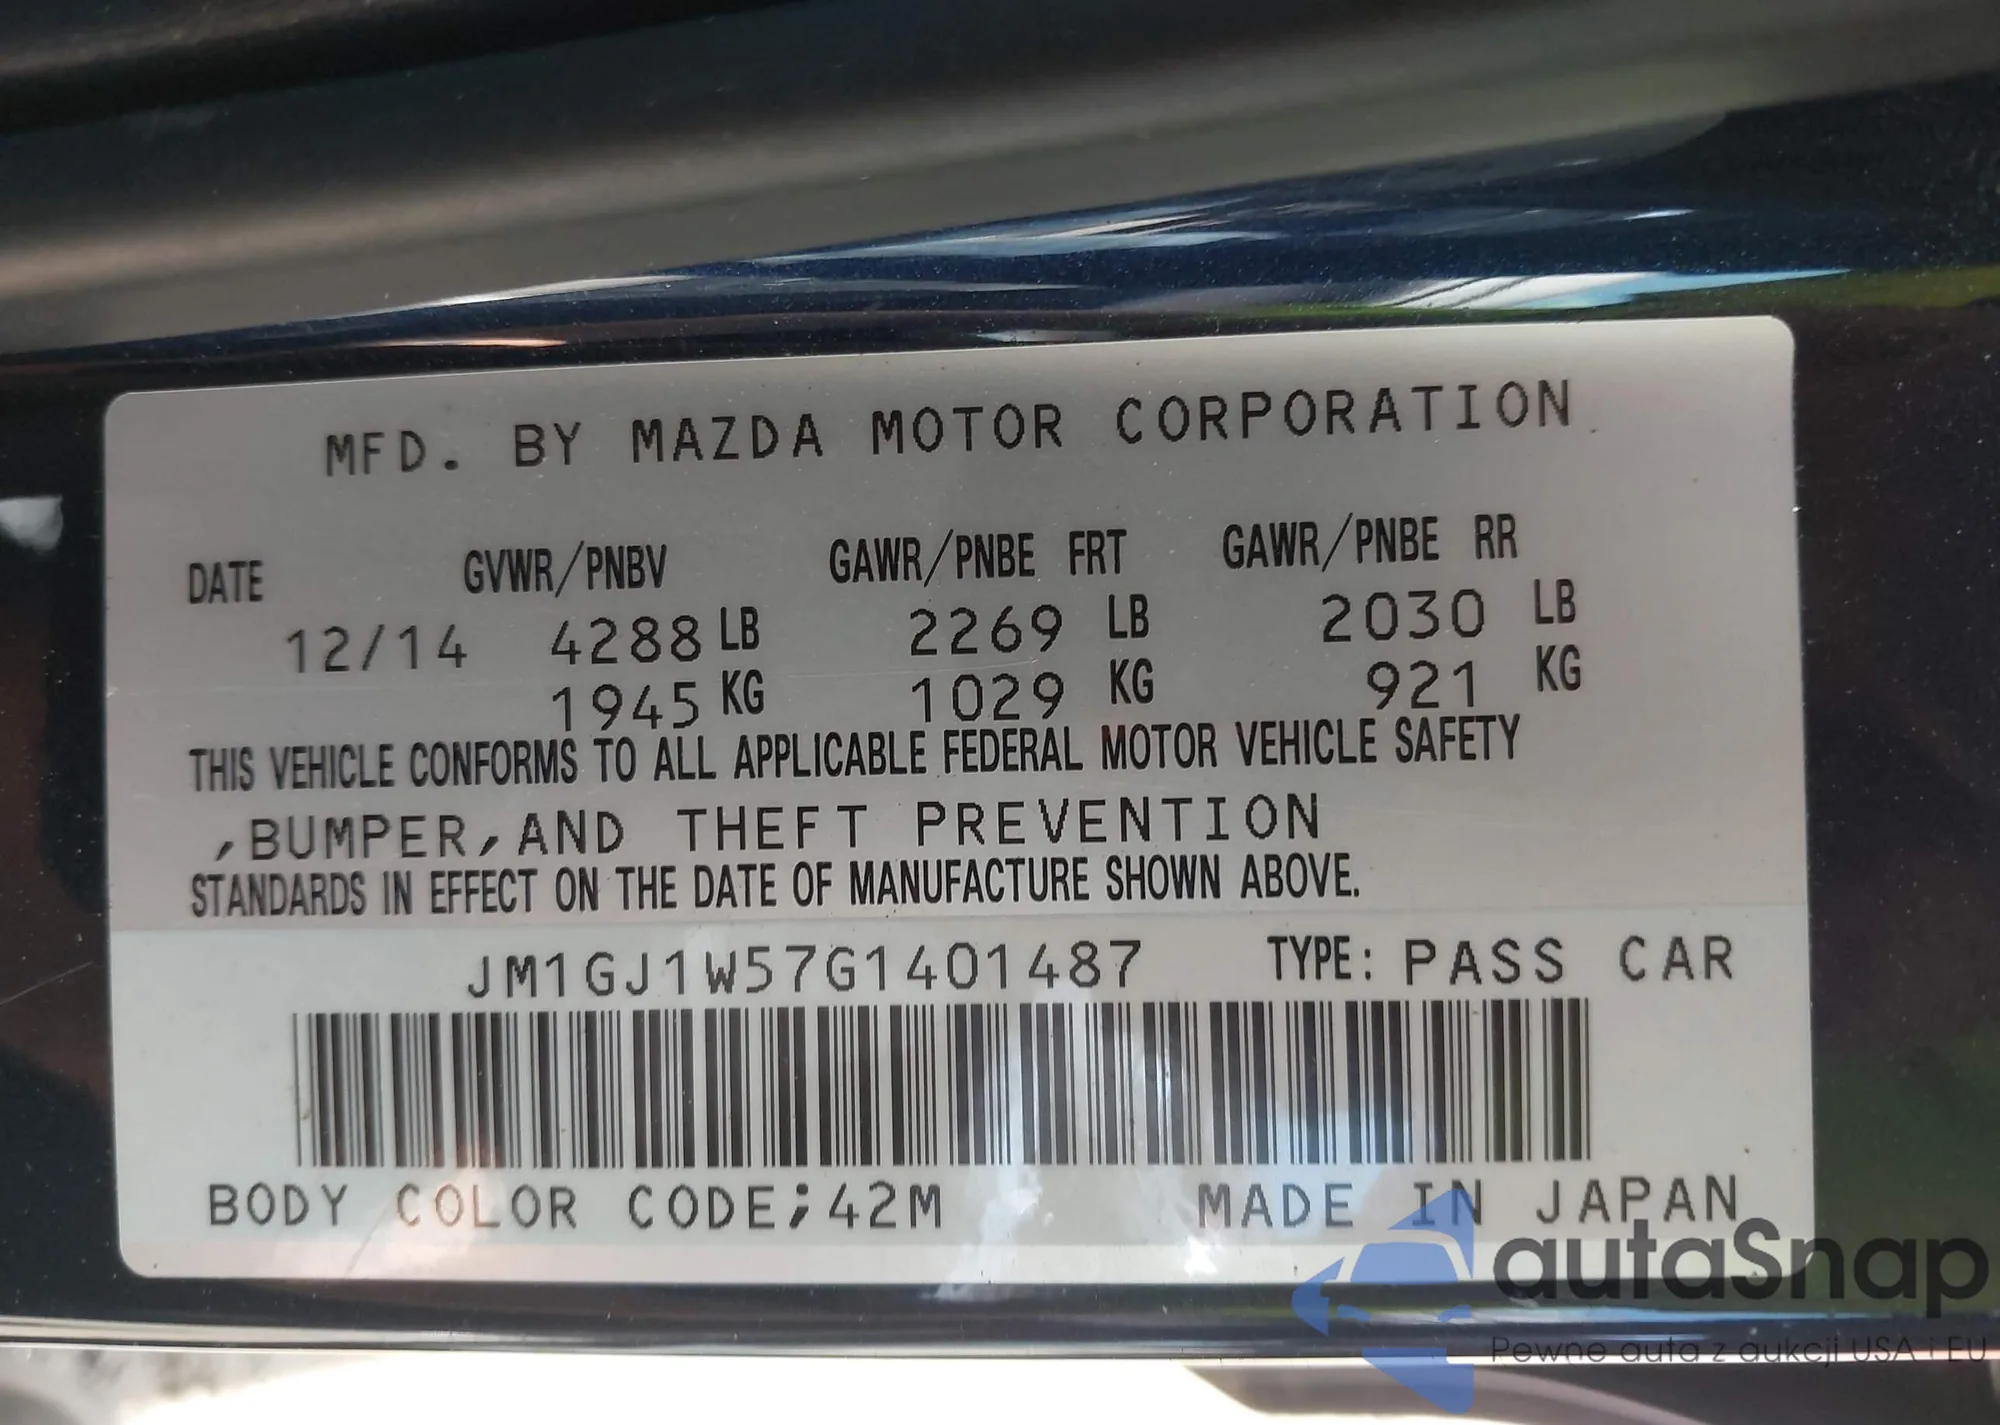 MFD. BY MAZDA MOTOR CORPORATION
DATE GVWR/PNBV GAWR/PNBE FRT GAWR/PNBE RR
12/14 4288 LB 2269 LB 2030 LB
1945 KG 1029 KG 921 KG
THIS VEHICLE CONFORMS TO ALL APPLICABLE FEDERAL MOTOR VEHICLE SAFETY
,BUMPER,AND THEFT PREVENTION
STANDARDS IN EFFECT ON THE DATE OF MANUFACTURE SHOWN ABOVE.
JM1GJ1W57G1401487 TYPE: PASS CAR
BODY COLOR CODE;42M MADE IN JAPAN
autaSnap
Pewne auta z aukcji USA i EU